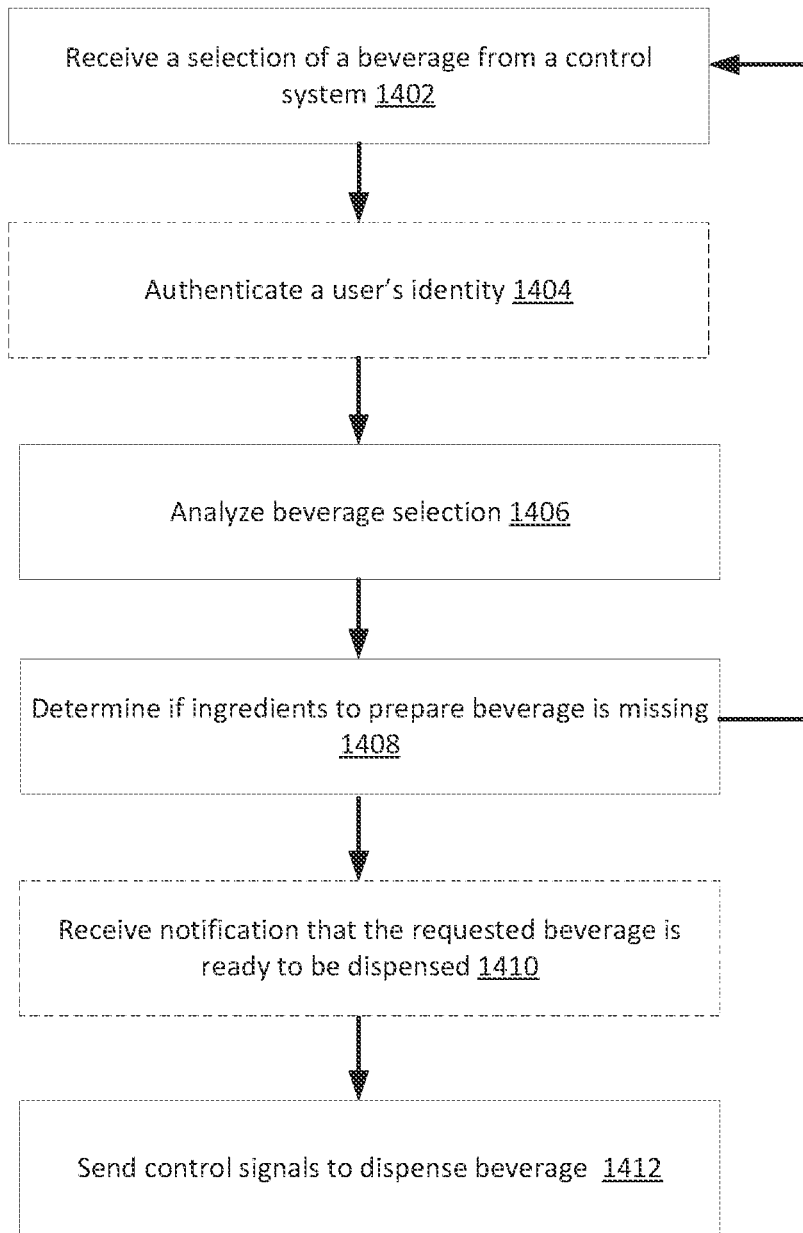 Receive a selection of a beverage from a control
system 1402
Authenticate a user's identity 1404
Analyze beverage selection 1406
Determine if ingredients to prepare beverage is missing
1408
Receive notification that the requested beverage is
ready to be dispensed 1410
Send control signals to dispense beverage 1412